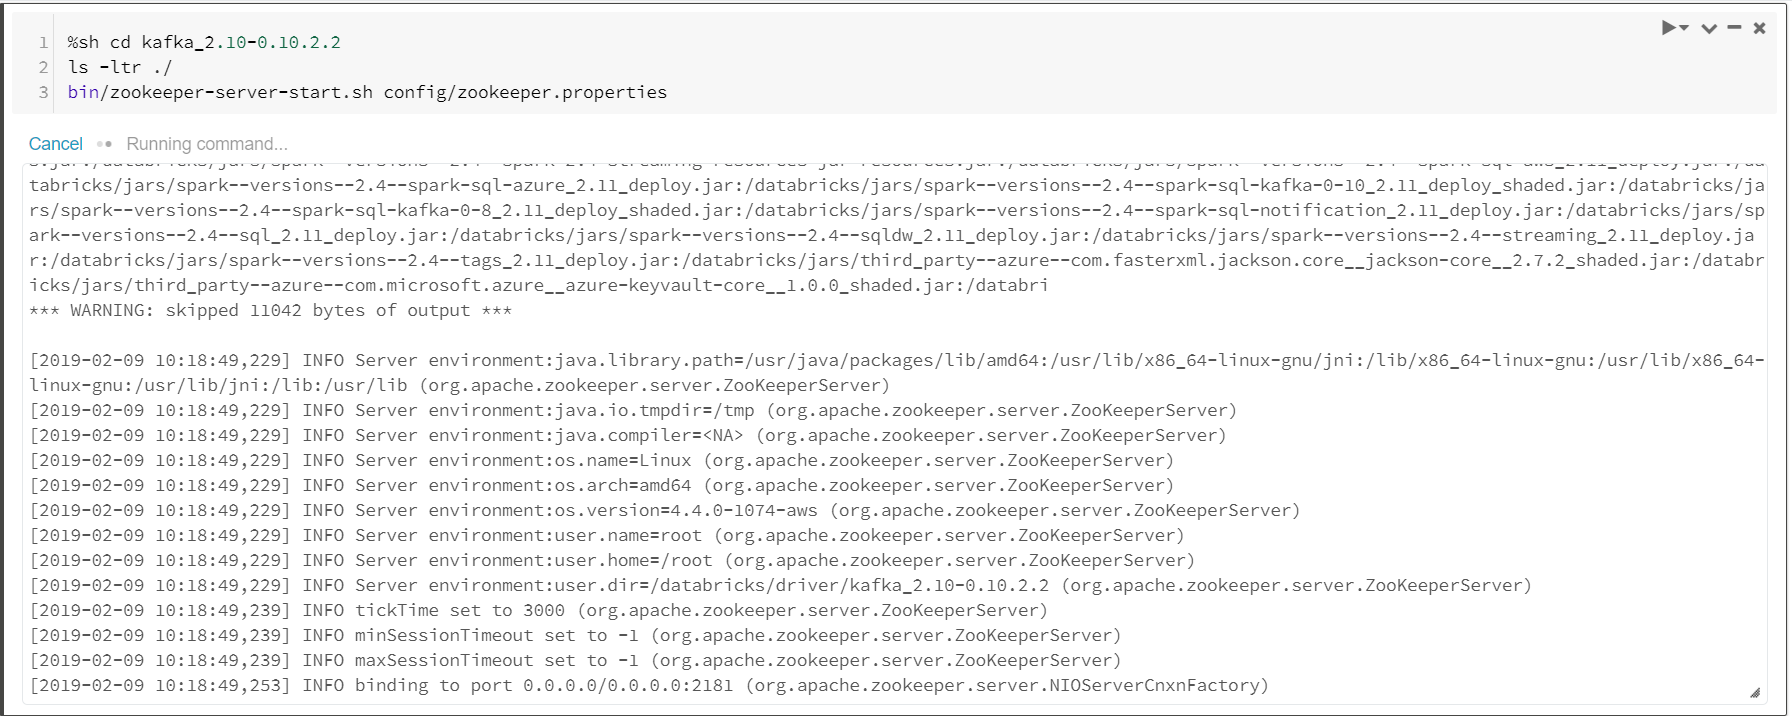 1 %sh cd kafka_2.10-0.10.2.2
2 ls -ltr ./
3 bin/zookeeper-server-start.sh config/zookeeper.properties
Cancel Running command...
tabricks/jars/spark--versions--2.4--spark-sql-azure_2.11_deploy.jar:/databricks/jars/spark--versions--2.4--spark-sql-kafka-0-10_2.11_deploy_shaded.jar:/databricks/ja
rs/spark--versions--2.4--spark-sql-kafka-0-8_2.11_deploy_shaded.jar:/databricks/jars/spark--versions--2.4--spark-sql-notification_2.11_deploy.jar:/databricks/jars/sp
ark--versions--2.4--sql_2.11_deploy.jar:/databricks/jars/spark--versions--2.4--sqldw_2.11_deploy.jar:/databricks/jars/spark--versions--2.4--streaming_2.11_deploy.ja
r:/databricks/jars/spark--versions--2.4--tags_2.11_deploy.jar:/databricks/jars/third_party--azure--com.fasterxml.jackson.core__jackson-core__2.7.2_shaded.jar:/databr
icks/jars/third_party--azure--com.microsoft.azure__azure-keyvault-core__1.0.0_shaded.jar:/databri
*** WARNING: skipped 11042 bytes of output ***
[2019-02-09 10:18:49,229] INFO Server environment:java.library.path=/usr/java/packages/lib/amd64:/usr/lib/x86_64-linux-gnu/jni:/lib/x86_64-linux-gnu:/usr/lib/x86_64-
linux-gnu:/usr/lib/jni:/lib:/usr/lib (org.apache.zookeeper.server.ZooKeeperServer)
[2019-02-09 10:18:49,229] INFO Server environment:java.io.tmpdir=/tmp (org.apache.zookeeper.server.ZooKeeperServer)
[2019-02-09 10:18:49,229] INFO Server environment:java.compiler=<NA> (org.apache.zookeeper.server.ZooKeeperServer)
[2019-02-09 10:18:49,229] INFO Server environment:os.name=Linux (org.apache.zookeeper.server.ZooKeeperServer)
[2019-02-09 10:18:49,229] INFO Server environment:os.arch=amd64 (org.apache.zookeeper.server.ZooKeeperServer)
[2019-02-09 10:18:49,229] INFO Server environment:os.version=4.4.0-1074-aws (org.apache.zookeeper.server.ZooKeeperServer)
[2019-02-09 10:18:49,229] INFO Server environment:user.name=root (org.apache.zookeeper.server.ZooKeeperServer)
[2019-02-09 10:18:49,229] INFO Server environment:user.home=/root (org.apache.zookeeper.server.ZooKeeperServer)
[2019-02-09 10:18:49,229] INFO Server environment:user.dir=/databricks/driver/kafka_2.10-0.10.2.2 (org.apache.zookeeper.server.ZooKeeperServer)
[2019-02-09 10:18:49,239] INFO tickTime set to 3000 (org.apache.zookeeper.server.ZooKeeperServer)
[2019-02-09 10:18:49,239] INFO minSessionTimeout set to -1 (org.apache.zookeeper.server.ZooKeeperServer)
[2019-02-09 10:18:49,239] INFO maxSessionTimeout set to -1 (org.apache.zookeeper.server.ZooKeeperServer)
[2019-02-09 10:18:49,253] INFO binding to port 0.0.0.0/0.0.0.0:2181 (org.apache.zookeeper.server.NIOServerCnxnFactory)